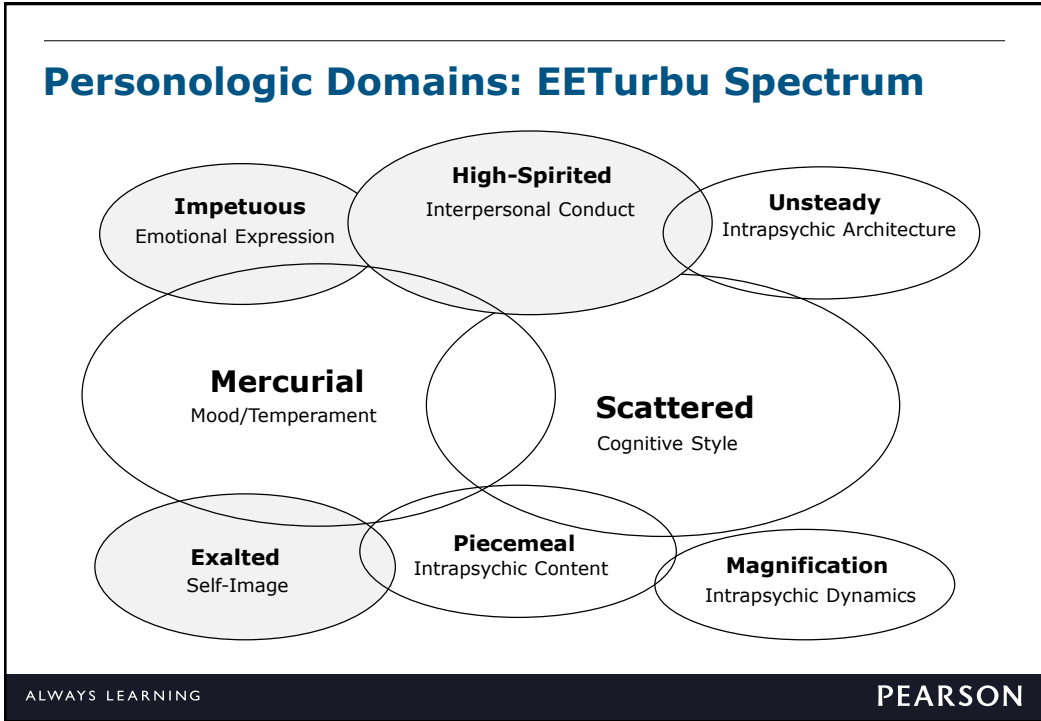 Personologic Domains: EETurbu Spectrum
High-Spirited
Interpersonal Conduct
Impetuous
Emotional Expression
Unsteady
Intrapsychic Architecture
Mercurial
Mood/Temperament
Scattered
Cognitive Style
Exalted
Self-Image
Piecemeal
Intrapsychic Content
Magnification
Intrapsychic Dynamics
ALWAYS LEARNING
PEARSON